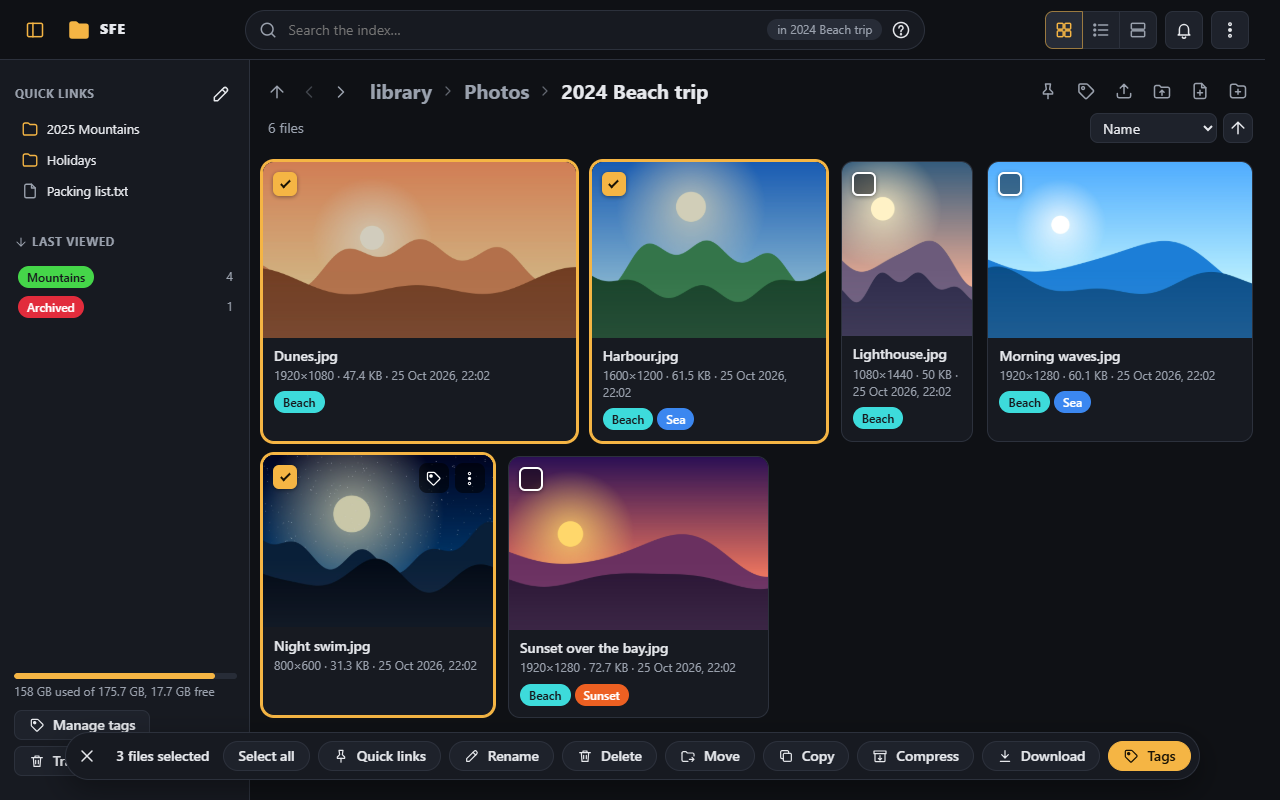 SFE
Search the index...
in 2024 Beach trip
QUICK LINKS
2025 Mountains
Holidays
Packing list.txt
LAST VIEWED
Mountains 4
Archived 1
158 GB used of 175.7 GB, 17.7 GB free
Manage tags
library Photos 2024 Beach trip
6 files
Name
Dunes.jpg
1920×1080 · 47.4 KB · 25 Oct 2026, 22:02
Beach
Harbour.jpg
1600×1200 · 61.5 KB · 25 Oct 2026,
22:02
Beach Sea
Lighthouse.jpg
1080×1440 · 50 KB ·
25 Oct 2026, 22:02
Beach
Morning waves.jpg
1920×1280 · 60.1 KB · 25 Oct 2026, 22:02
Beach Sea
Night swim.jpg
800×600 · 31.3 KB · 25 Oct 2026, 22:02
Sunset over the bay.jpg
1920×1280 · 72.7 KB · 25 Oct 2026, 22:02
Beach Sunset
3 files selected Select all Quick links Rename Delete Move Copy Compress Download Tags